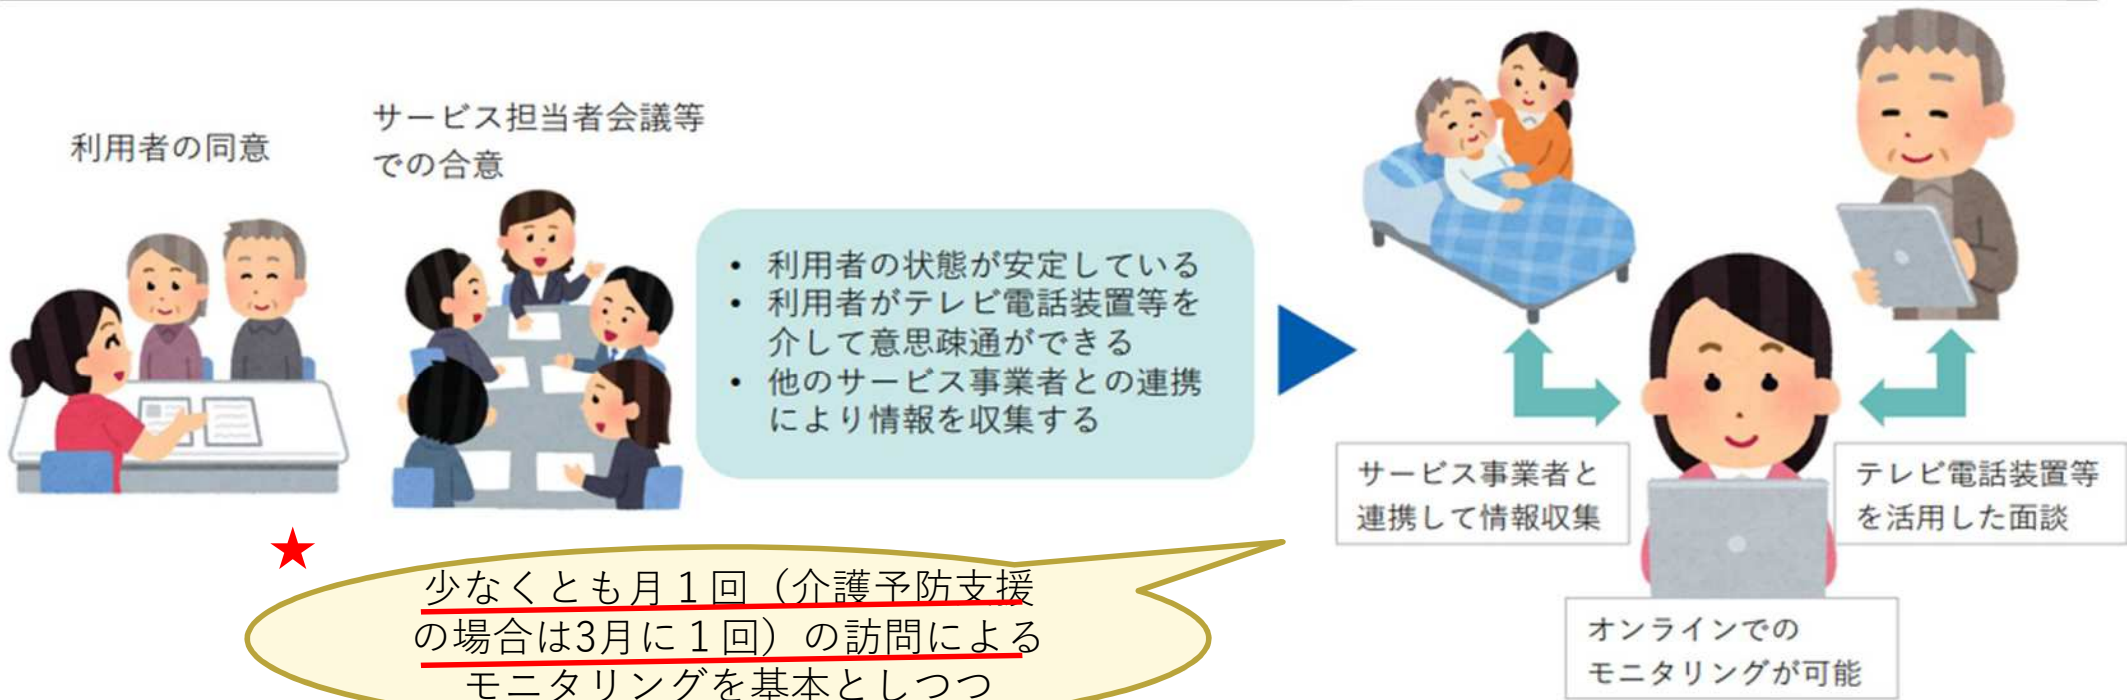 利用者の同意
サービス担当者会議等
での合意
• 利用者の状態が安定している
• 利用者がテレビ電話装置等を
介して意思疎通ができる
• 他のサービス事業者との連携
により情報を収集する
サービス事業者と
連携して情報収集
テレビ電話装置等
を活用した面談
オンラインでの
モニタリングが可能
★
少なくとも月１回（介護予防支援
の場合は3月に１回）の訪問による
モニタリングを基本としつつ